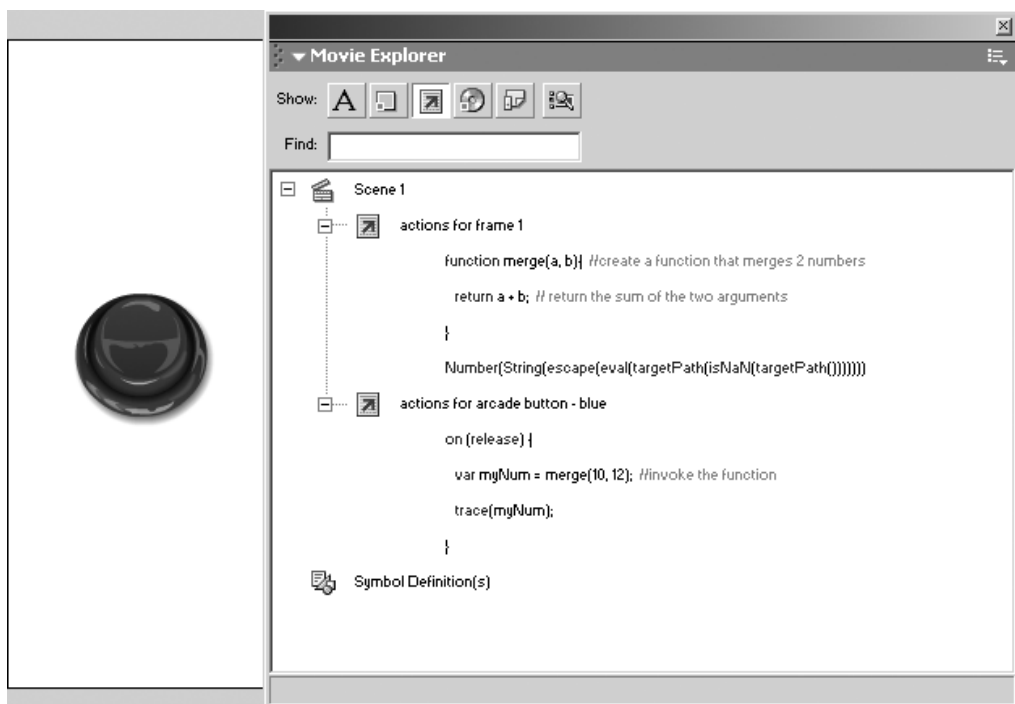 Movie Explorer
Show: A
Find:
Scene 1
actions for frame 1
function merge(a, b){ //create a function that merges 2 numbers
return a + b; // return the sum of the two arguments
}
Number(String(escape(eval(targetPath(isNaN(targetPath()))))))
actions for arcade button - blue
on (release) {
var myNum = merge(10, 12); //invoke the function
trace(myNum);
}
Symbol Definition(s)